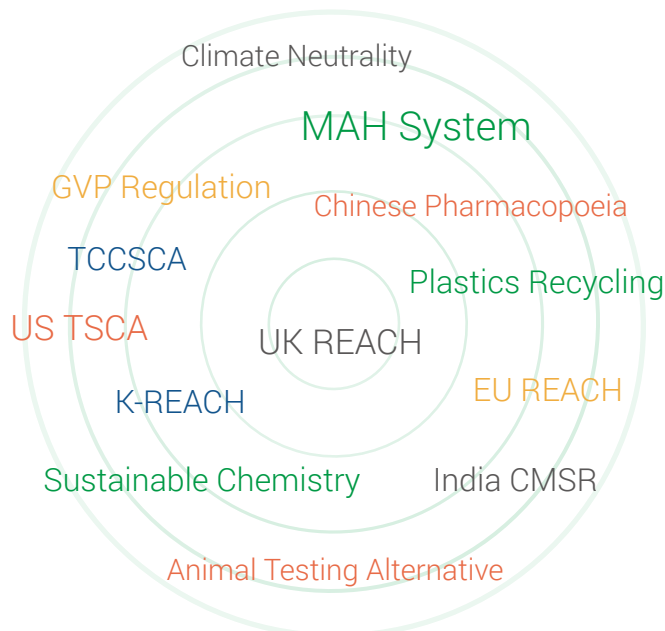 Climate Neutrality
MAH System
GVP Regulation
Chinese Pharmacopoeia
TCCSCA
Plastics Recycling
US TSCA
UK REACH
EU REACH
K-REACH
Sustainable Chemistry
India CMSR
Animal Testing Alternative